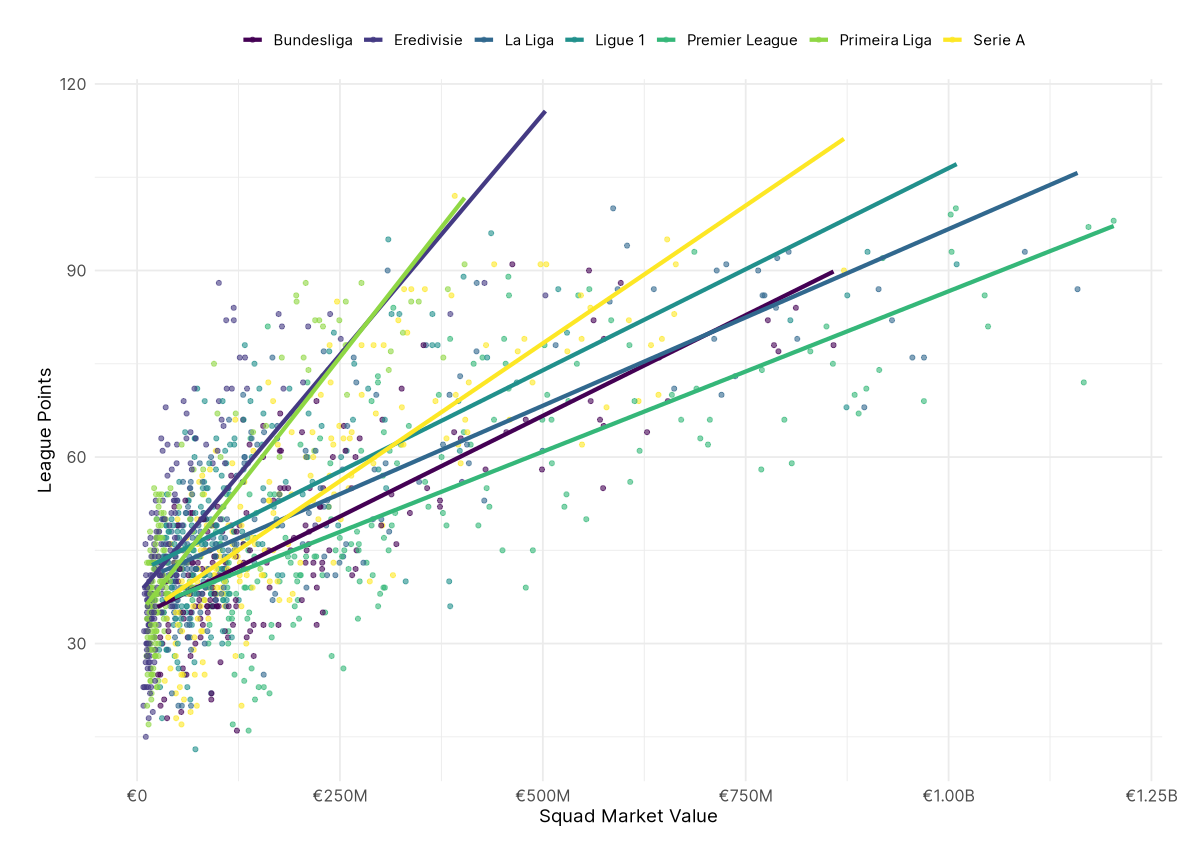 Bundesliga Eredivisie La Liga Ligue 1 Premier League Primeira Liga Serie A
120
90
60
30
League Points
€0 €250M €500M €750M €1.00B €1.25B
Squad Market Value